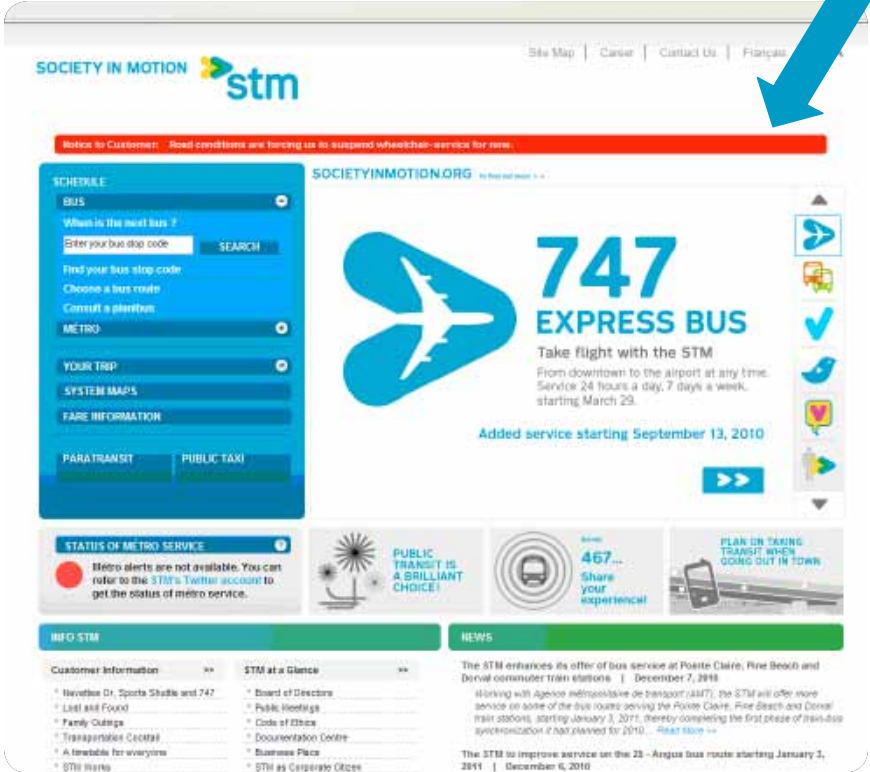 Site Map | Career | Contact Us | Français
SOCIETY IN MOTION stm
Notice to Customer: Road conditions are forcing us to suspend wheelchair-service for now.
SCHEDULE
BUS
When is the next bus ?
Enter your bus stop code SEARCH
Find your bus stop code
Choose a bus route
Consult a planibus
MÉTRO
YOUR TRIP
SYSTEM MAPS
FARE INFORMATION
PARATRANSIT PUBLIC TAXI
SOCIETYINMOTION.ORG to find out more > >
747
EXPRESS BUS
Take flight with the STM
From downtown to the airport at any time.
Service 24 hours a day, 7 days a week,
starting March 29.
Added service starting September 13, 2010
>>
STATUS OF MÉTRO SERVICE ?
Métro alerts are not available. You can
refer to the STM's Twitter account to
get the status of métro service.
PUBLIC
TRANSIT IS
A BRILLIANT
CHOICE!
467...
Share
your
experience!
PLAN ON TAKING
TRANSIT WHEN
GOING OUT IN TOWN
INFO STM
Customer Information >>
Navettes Or, Sports Shuttle and 747
Lost and Found
Family Outings
Transportation Cocktail
A timetable for everyone
STM Works
STM at a Glance >>
Board of Directors
Public Meetings
Code of Ethics
Documentation Centre
Business Place
STM as Corporate Citizen
NEWS
The STM enhances its offer of bus service at Pointe Claire, Pine Beach and
Dorval commuter train stations | December 7, 2010
Working with Agence métropolitaine de transport (AMT), the STM will offer more
service on some of the bus routes serving the Pointe Claire, Pine Beach and Dorval
train stations, starting January 3, 2011, thereby completing the first phase of train-bus
synchronization it had planned for 2010... Read More >>
The STM to improve service on the 25 - Angus bus route starting January 3,
2011 | December 6, 2010